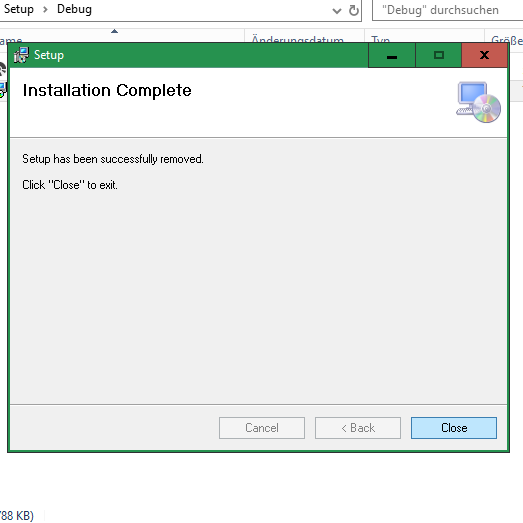 Setup > Debug
"Debug" durchsuchen
Änderungsdatum Typ Größe
Setup
Installation Complete
Setup has been successfully removed.
Click "Close" to exit.
Cancel < Back Close
788 KB)